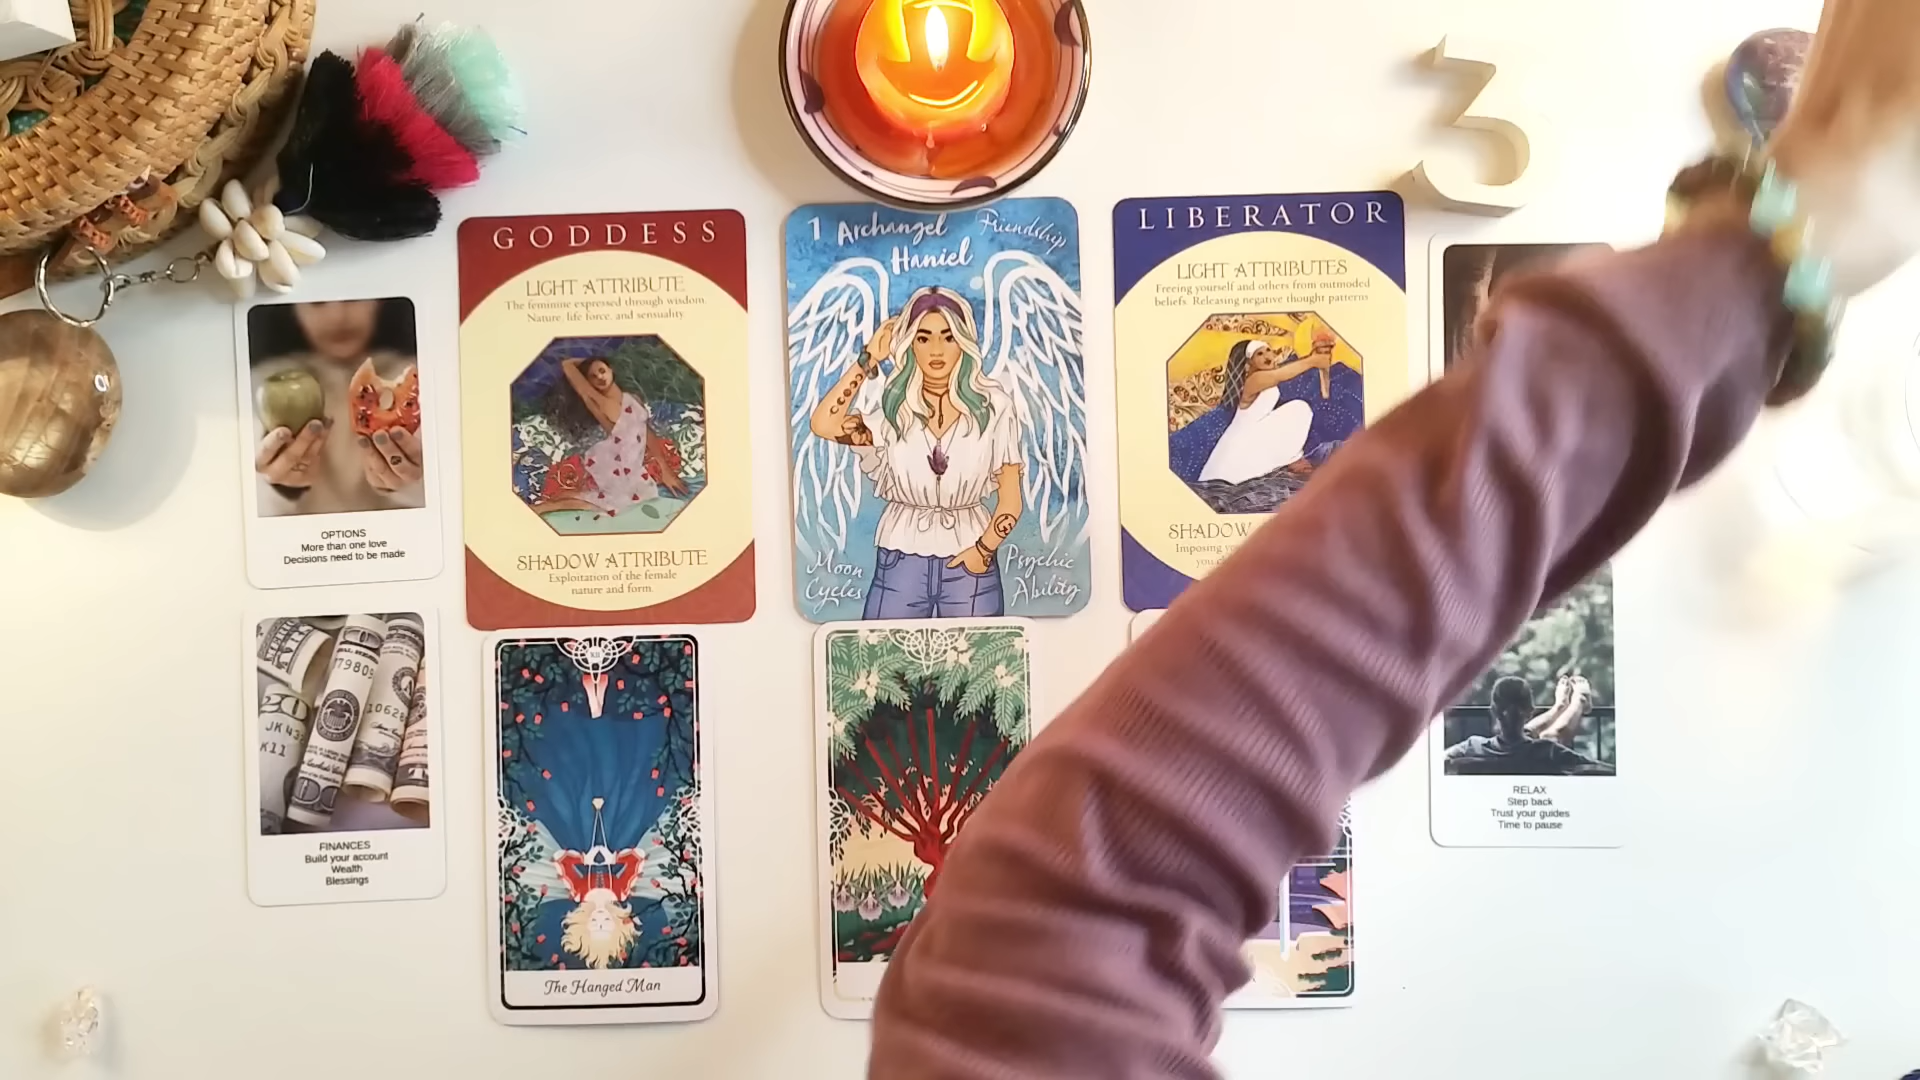 GODDESS
LIGHT ATTRIBUTE
The feminine expressed through wisdom.
Nature, life force, and sensuality.
SHADOW ATTRIBUTE
Exploitation of the female
nature and form.
1 Archangel
Haniel
Friendship
Moon
Cycles
Psychic
Ability
LIBERATOR
LIGHT ATTRIBUTES
Freeing yourself and others from outmoded
beliefs. Releasing negative thought patterns
SHADOW
Imposing
3
OPTIONS
More than one love
Decisions need to be made
FINANCES
Build your account
Wealth
Blessings
XII
The Hanged Man
RELAX
Step back
Trust your guides
Time to pause